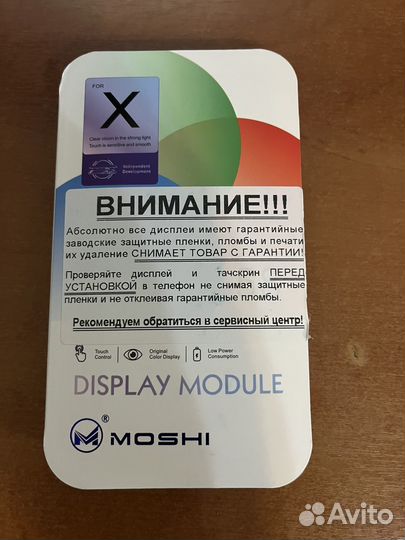 FOR
X
Clear vision in the strong light
Touch is sensitive and smooth
Independent
Development
ВНИМАНИЕ!!!
Абсолютно все дисплеи имеют гарантийные
заводские защитные пленки, пломбы и печати
их удаление СНИМАЕТ ТОВАР С ГАРАНТИИ!
Проверяйте дисплей и тачскрин ПЕРЕД
УСТАНОВКОЙ в телефон не снимая защитные
пленки и не отклеивая гарантийные пломбы.
Рекомендуем обратиться в сервисный центр!
Touch
Control
Original
Color Display
Low Power
Consumption
DISPLAY MODULE
MOSHI
®
Avito